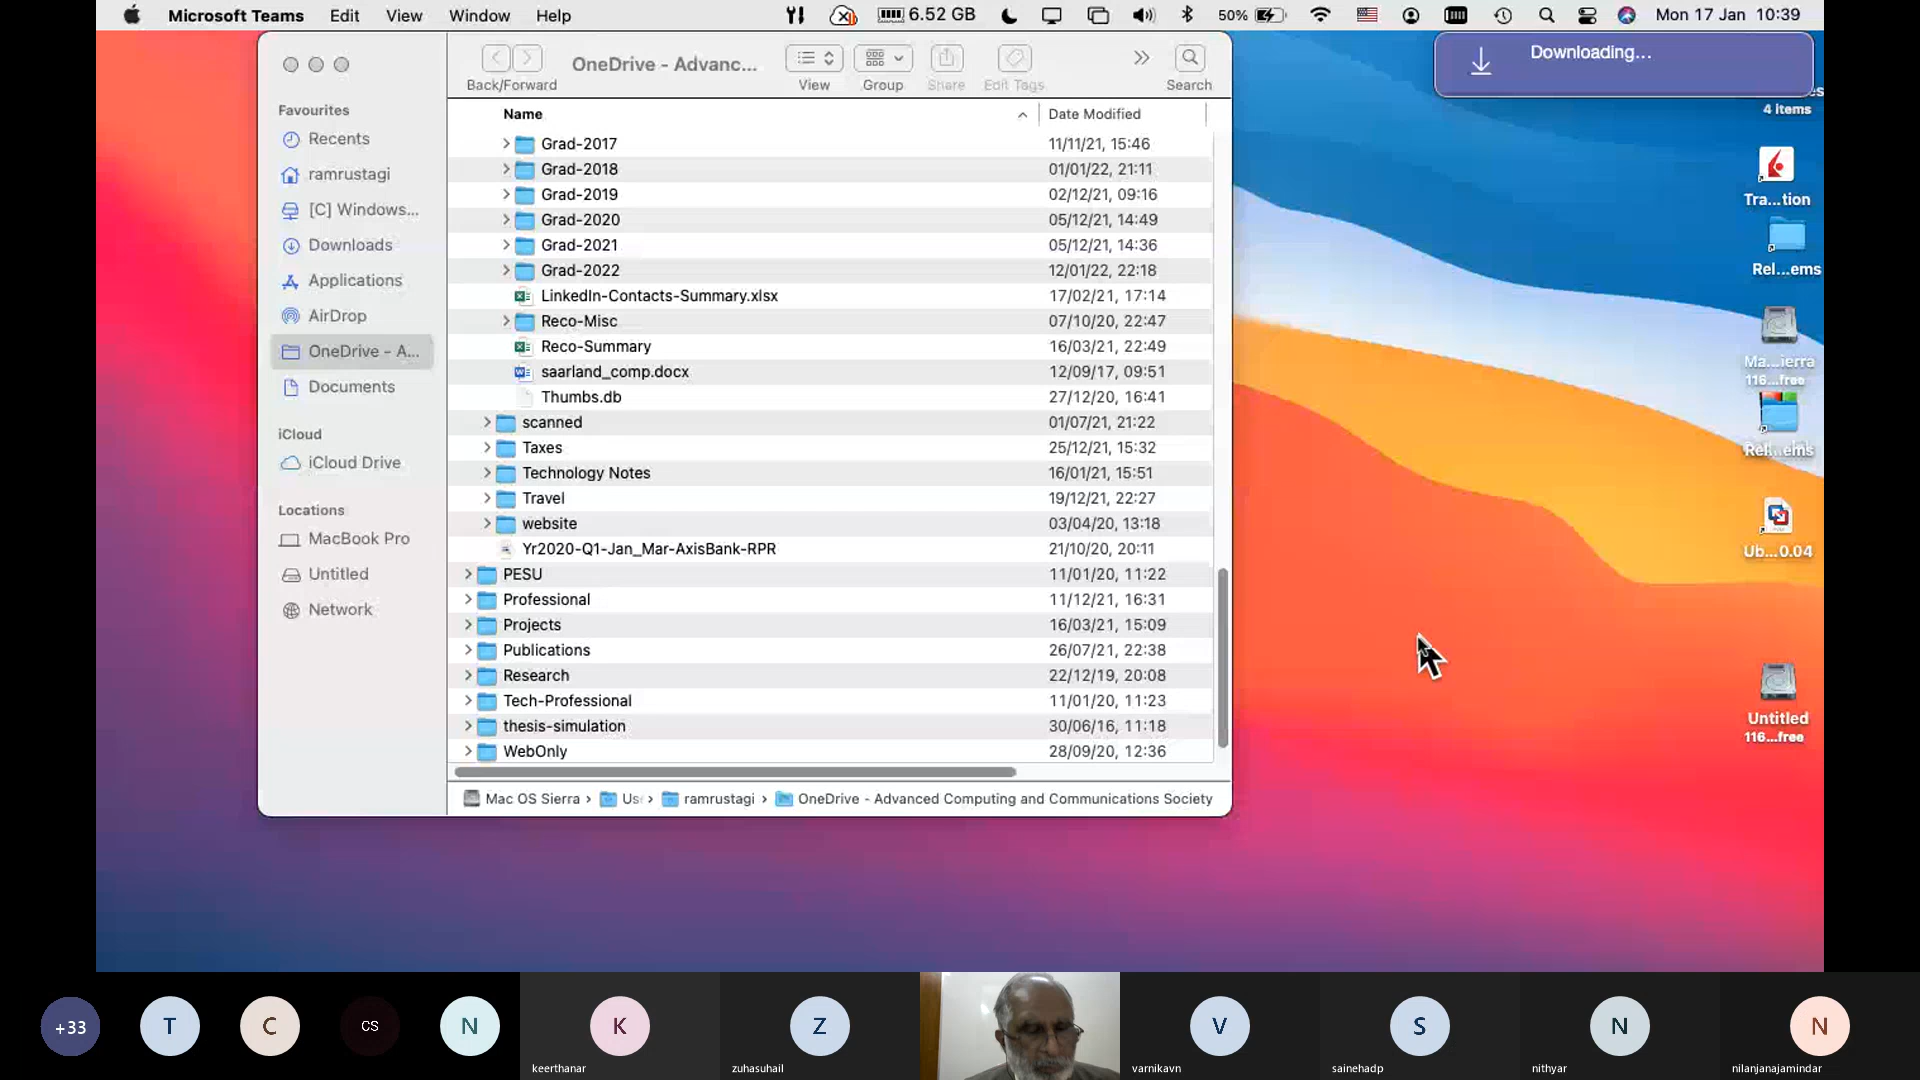 Microsoft Teams Edit View Window Help 6.52 GB 50% Mon 17 Jan 10:39
Downloading...
OneDrive - Advanc...
Back/Forward View Group Share Edit Tags Search
Favourites
Recents
ramrustagi
[C] Windows...
Downloads
Applications
AirDrop
OneDrive - A...
Documents
iCloud
iCloud Drive
Locations
MacBook Pro
Untitled
Network
Name Date Modified
Grad-2017 11/11/21, 15:46
Grad-2018 01/01/22, 21:11
Grad-2019 02/12/21, 09:16
Grad-2020 05/12/21, 14:49
Grad-2021 05/12/21, 14:36
Grad-2022 12/01/22, 22:18
LinkedIn-Contacts-Summary.xlsx 17/02/21, 17:14
Reco-Misc 07/10/20, 22:47
Reco-Summary 16/03/21, 22:49
saarland_comp.docx 12/09/17, 09:51
Thumbs.db 27/12/20, 16:41
scanned 01/07/21, 21:22
Taxes 25/12/21, 15:32
Technology Notes 16/01/21, 15:51
Travel 19/12/21, 22:27
website 03/04/20, 13:18
Yr2020-Q1-Jan_Mar-AxisBank-RPR 21/10/20, 20:11
PESU 11/01/20, 11:22
Professional 11/12/21, 16:31
Projects 16/03/21, 15:09
Publications 26/07/21, 22:38
Research 22/12/19, 20:08
Tech-Professional 11/01/20, 11:23
thesis-simulation 30/06/16, 11:18
WebOnly 28/09/20, 12:36
Mac OS Sierra › Us › ramrustagi › OneDrive - Advanced Computing and Communications Society
4 items
Tra...tion
Rel...ems
Ma...ierra
116...free
Rel...ems
Ub...0.04
Untitled
116...free
+33 T C CS N K Z V S N N
keerthanar zuhasuhail varnikavn sainehadp nithyar nilanjanajamindar